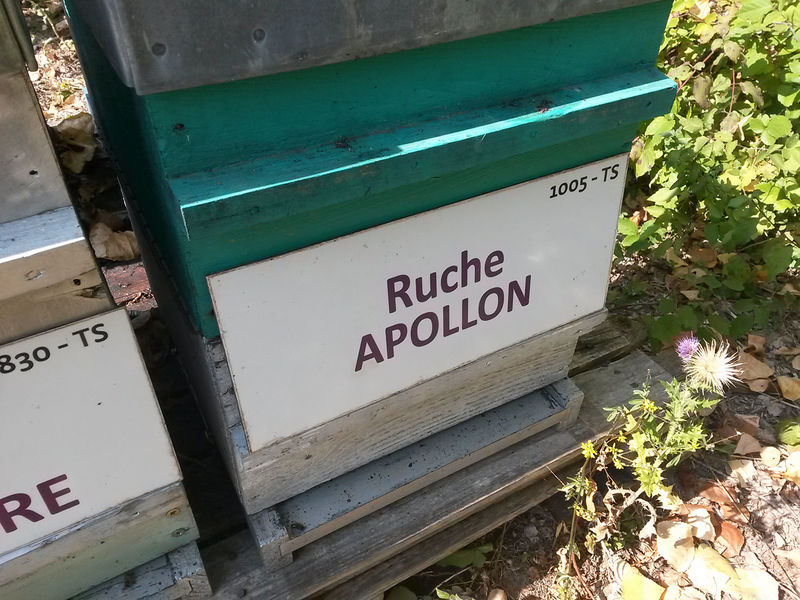 1005 - TS
Ruche
APOLLON
830 - TS
RE